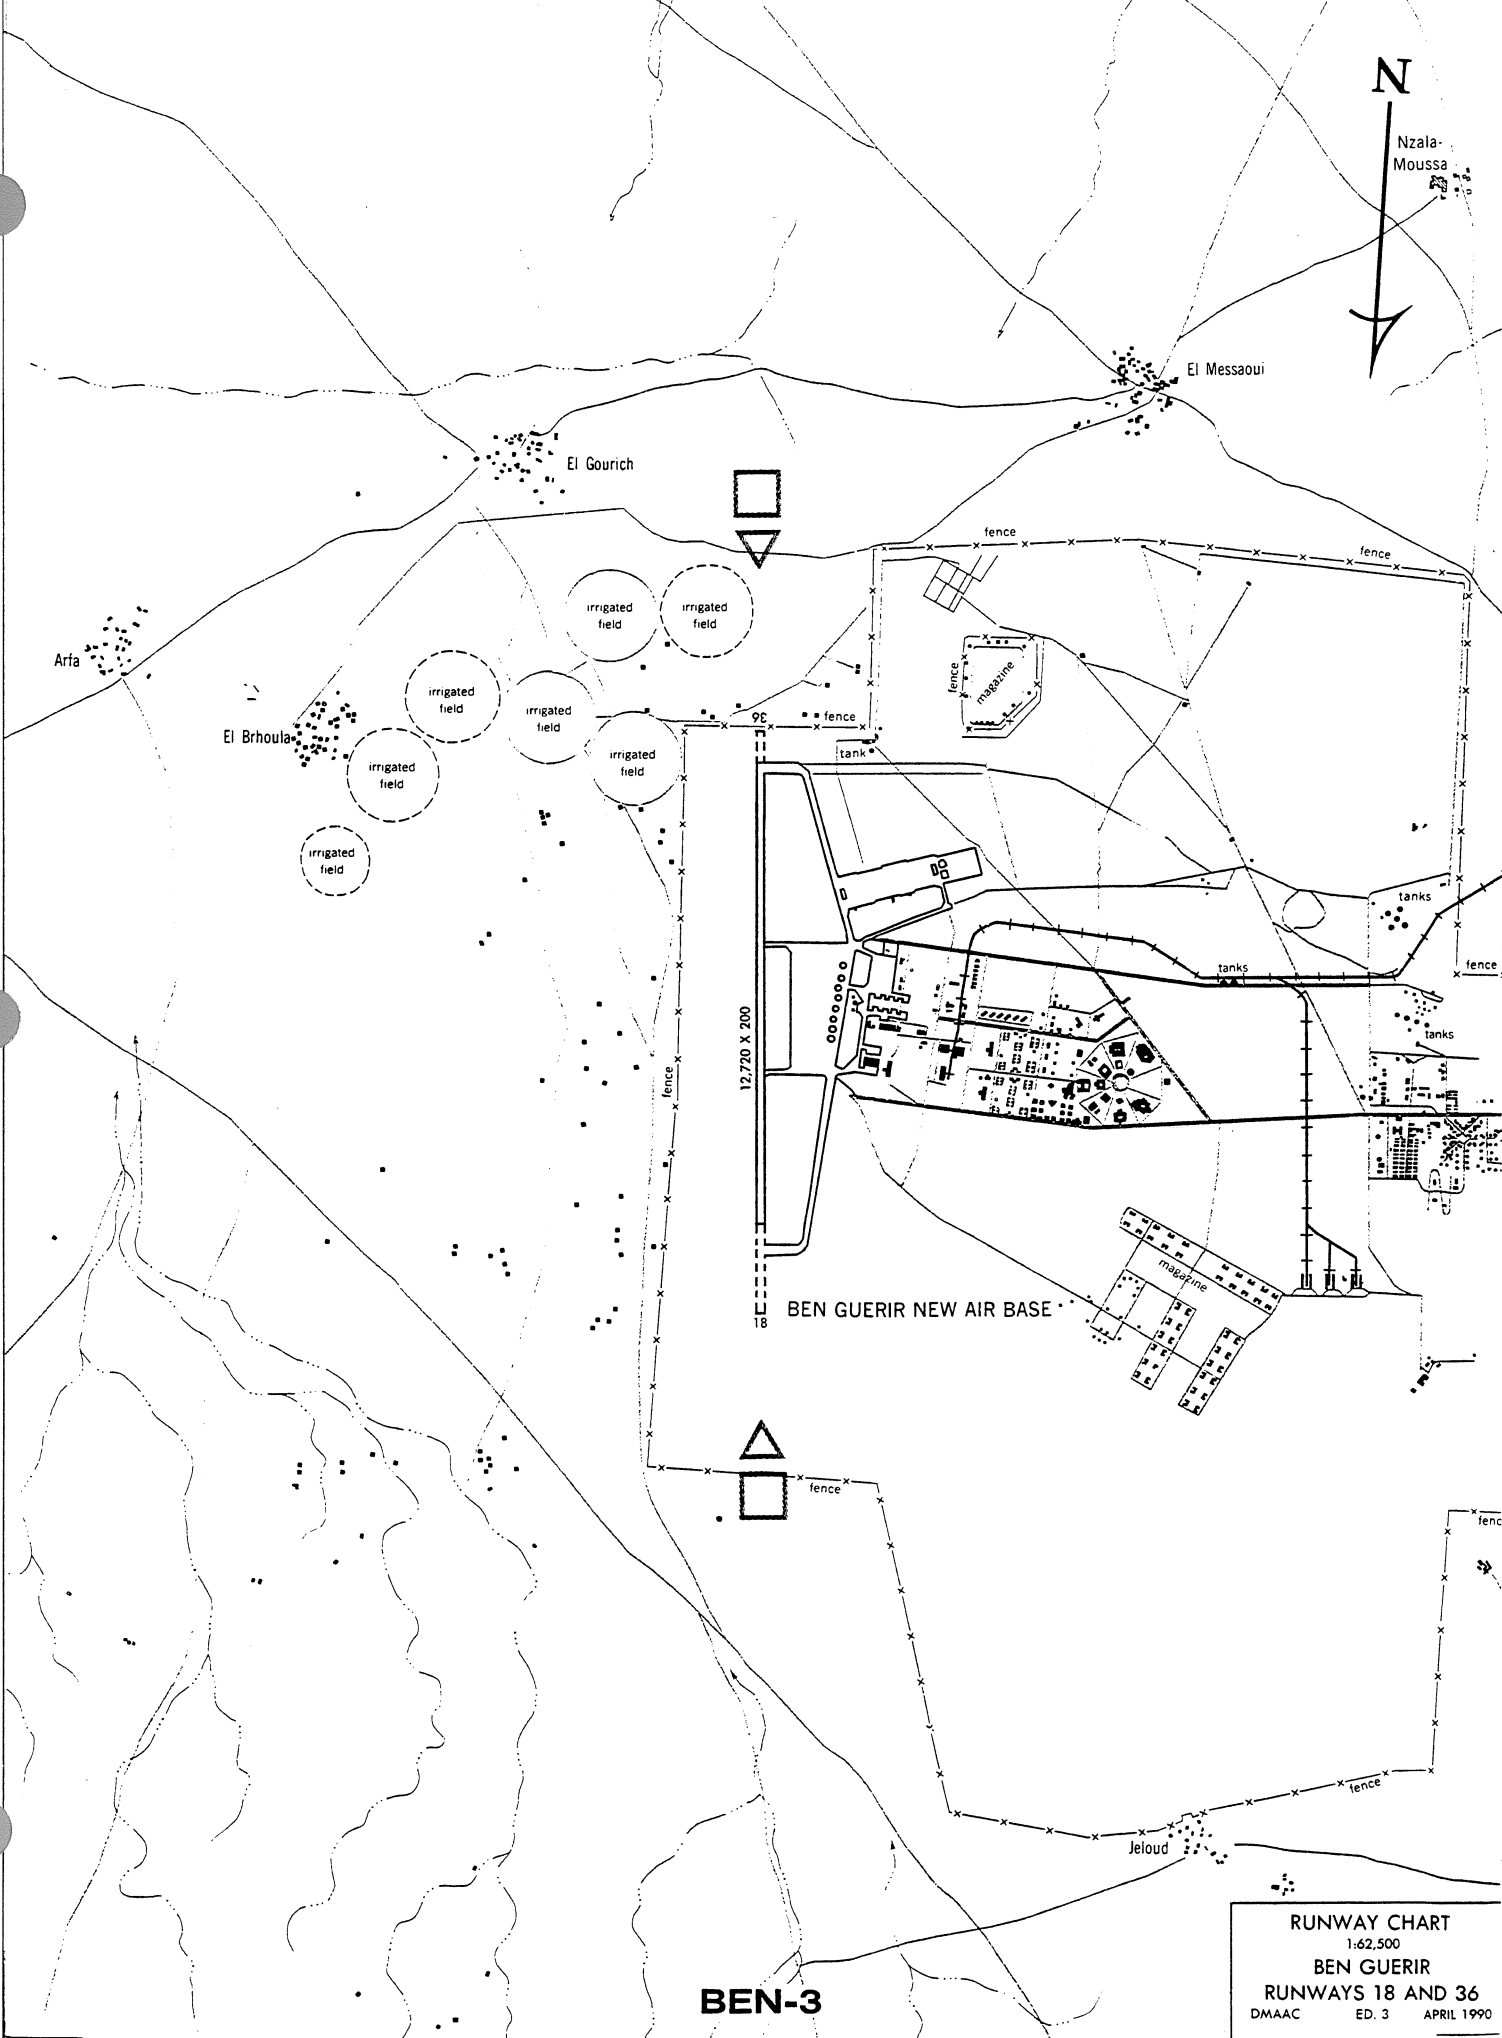 N
Nzala-
Moussa
El Messaoui
El Gourich
fence
fence
irrigated
field
irrigated
field
Arfa
irrigated
field
fence
magazine
irrigated
field
El Brhoula
36
fence
irrigated
field
tank
irrigated
field
irrigated
field
tanks
tanks
fence
12,720 X 200
tanks
fence
magazine
BEN GUERIR NEW AIR BASE
18
fence
fenc
fence
Jeloud
RUNWAY CHART
1:62,500
BEN GUERIR
RUNWAYS 18 AND 36
DMAAC ED. 3 APRIL 1990
BEN-3